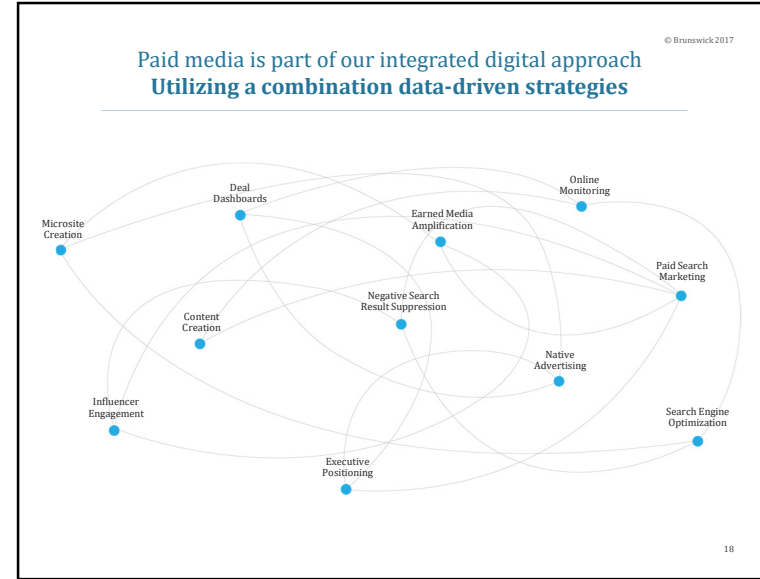 © Brunswick 2017
Paid media is part of our integrated digital approach
Utilizing a combination data-driven strategies
Online
Monitoring
Deal
Dashboards
Earned Media
Amplification
Microsite
Creation
Paid Search
Marketing
Negative Search
Result Suppression
Content
Creation
Native
Advertising
Influencer
Engagement
Search Engine
Optimization
Executive
Positioning
18